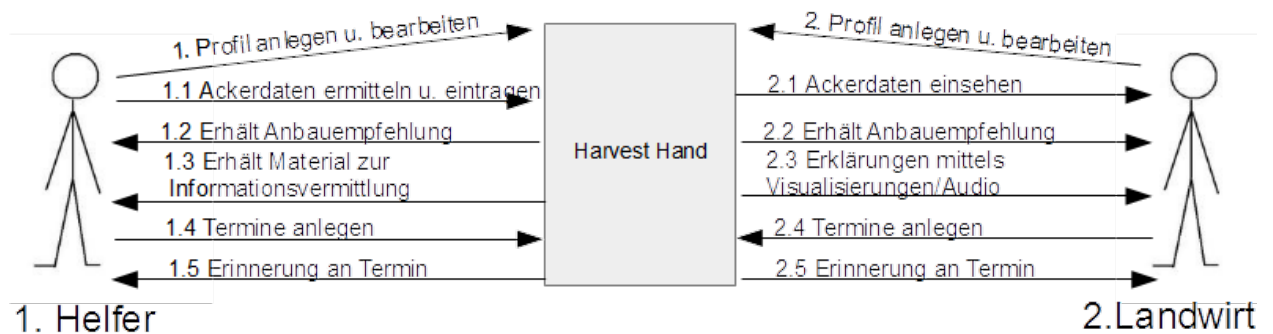 1. Profil anlegen u. bearbeiten
1.1 Ackerdaten ermitteln u. eintragen
1.2 Erhält Anbauempfehlung
1.3 Erhält Material zur
Informationsvermittlung
1.4 Termine anlegen
1.5 Erinnerung an Termin
1. Helfer
Harvest Hand
2. Profil anlegen u. bearbeiten
2.1 Ackerdaten einsehen
2.2 Erhält Anbauempfehlung
2.3 Erklärungen mittels
Visualisierungen/Audio
2.4 Termine anlegen
2.5 Erinnerung an Termin
2.Landwirt